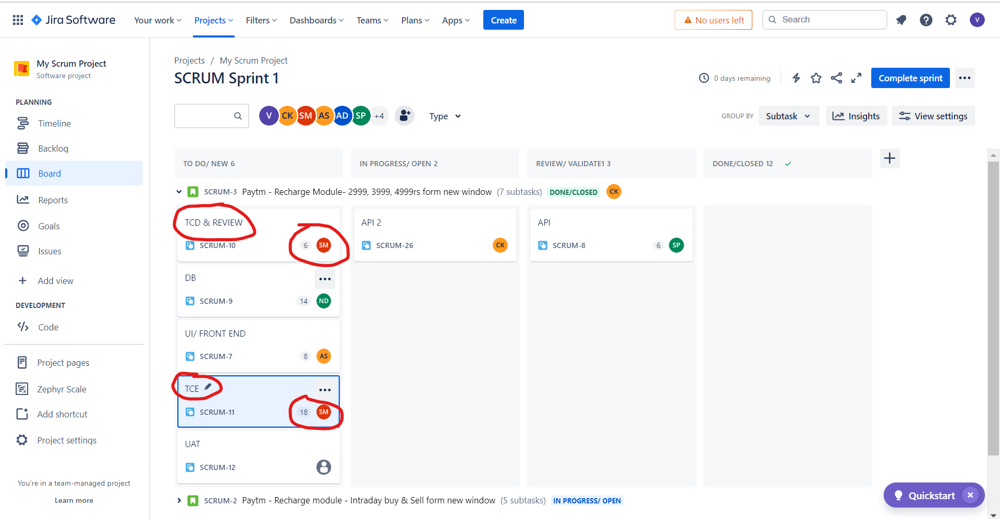 Jira Software
Your work
Projects
Filters
Dashboards
Teams
Plans
Apps
Create
No users left
Search
V
My Scrum Project
Software project
PLANNING
Timeline
Backlog
Board
Reports
Goals
Issues
Add view
DEVELOPMENT
Code
Project pages
Zephyr Scale
Add shortcut
Project settings
You're in a team-managed project
Learn more
Projects / My Scrum Project
SCRUM Sprint 1
0 days remaining
Complete sprint
V CK SM AS AD SP +4
Type
GROUP BY Subtask
Insights
View settings
TO DO/ NEW 6
IN PROGRESS/ OPEN 2
REVIEW/ VALIDATE1 3
DONE/CLOSED 12
SCRUM-3 Paytm - Recharge Module- 2999, 3999, 4999rs form new window (7 subtasks) DONE/CLOSED CK
TCD & REVIEW
SCRUM-10 6 SM
DB
SCRUM-9 14 ND
UI/ FRONT END
SCRUM-7 8 AS
TCE
SCRUM-11 18 SM
UAT
SCRUM-12
API 2
SCRUM-26 CK
API
SCRUM-8 6 SP
SCRUM-2 Paytm - Recharge module - Intraday buy & Sell form new window (5 subtasks) IN PROGRESS/ OPEN
Quickstart